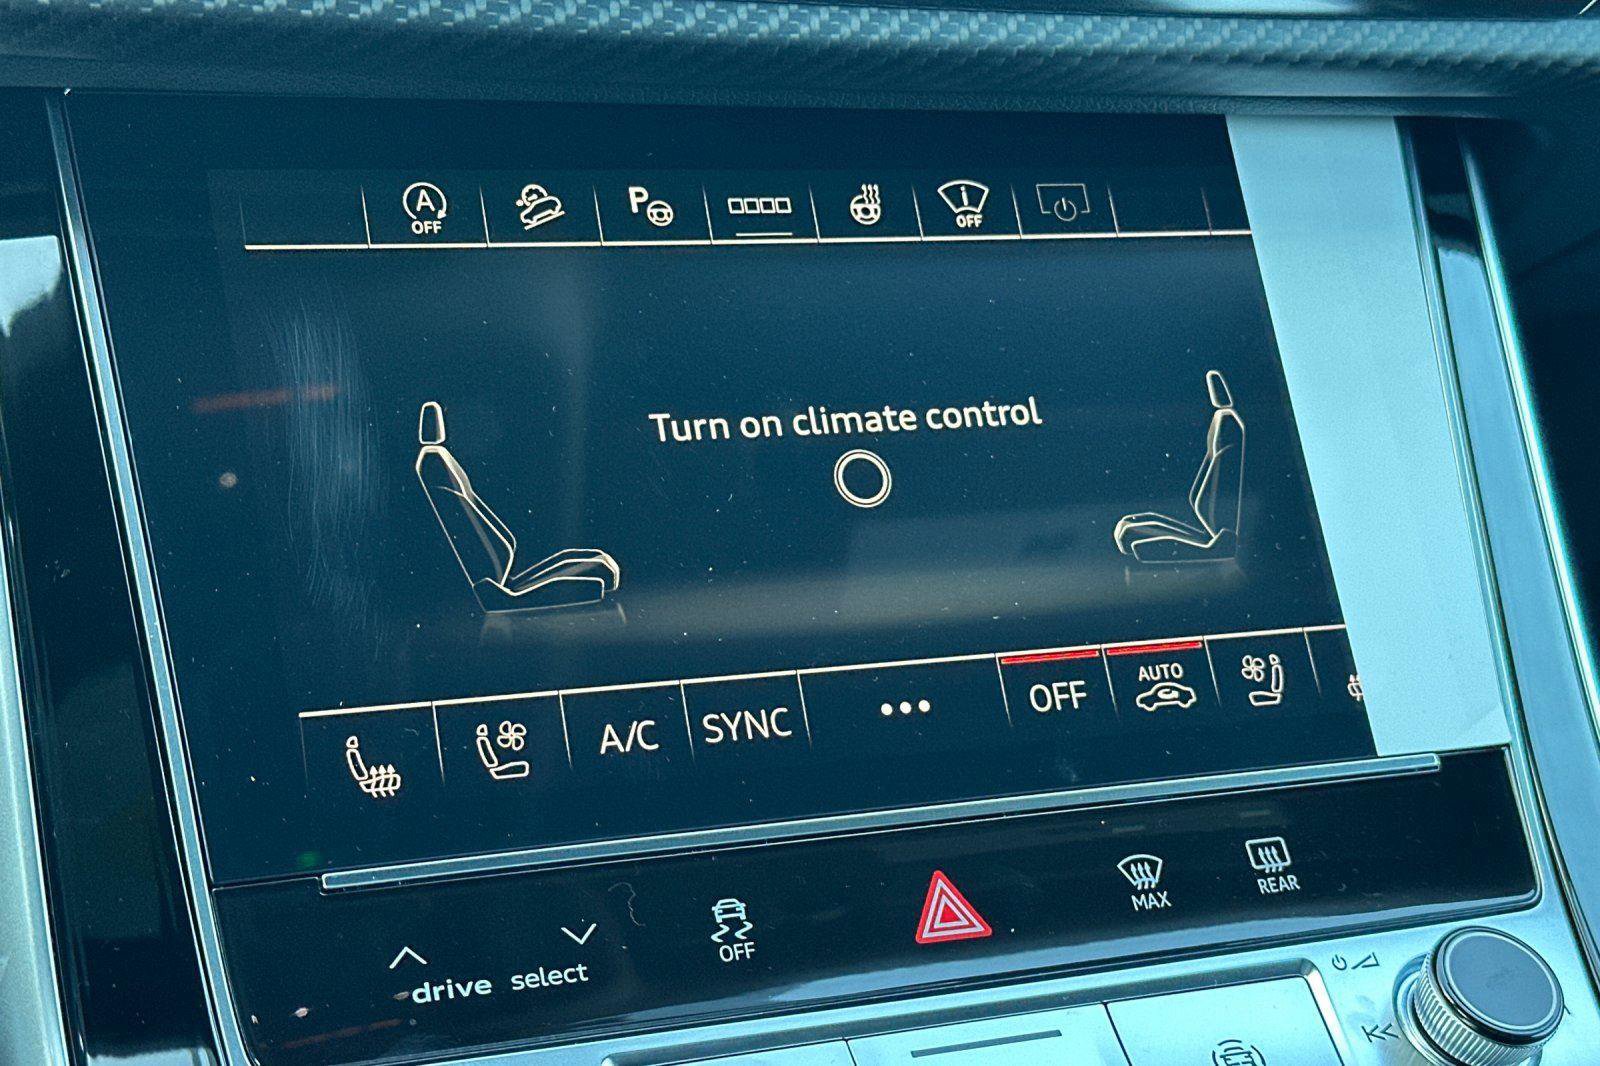 A
OFF
P
i
OFF
Turn on climate control
A/C
SYNC
OFF
AUTO
drive select
OFF
MAX
REAR